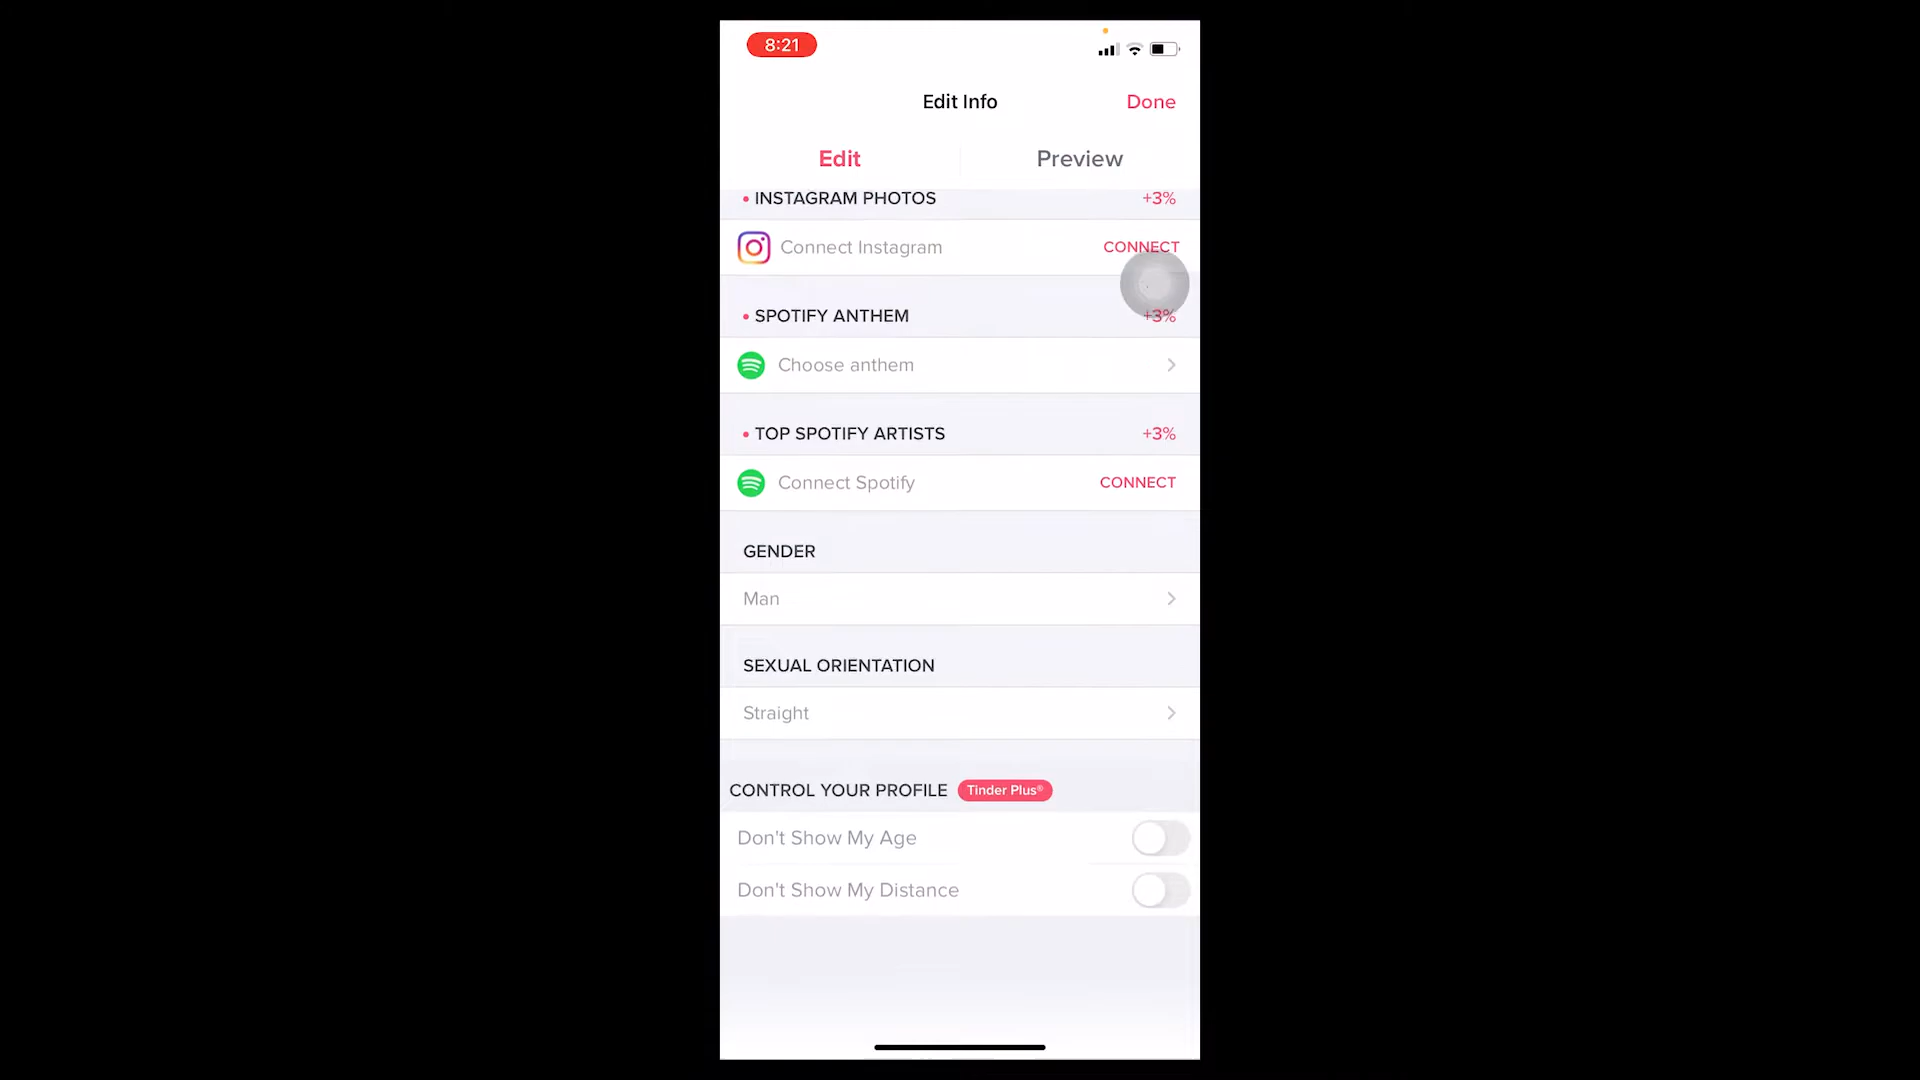 8:21
Edit Info
Done
Edit
Preview
• INSTAGRAM PHOTOS
+3%
Connect Instagram
CONNECT
• SPOTIFY ANTHEM
+3%
Choose anthem
• TOP SPOTIFY ARTISTS
+3%
Connect Spotify
CONNECT
GENDER
Man
SEXUAL ORIENTATION
Straight
CONTROL YOUR PROFILE
Tinder Plus®
Don't Show My Age
Don't Show My Distance